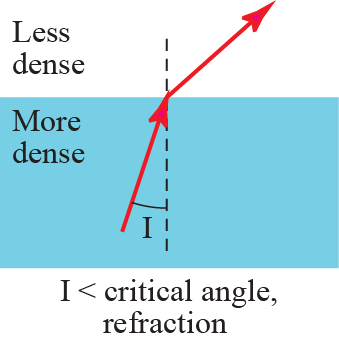 Less
dense
More
dense
I
I < critical angle,
refraction